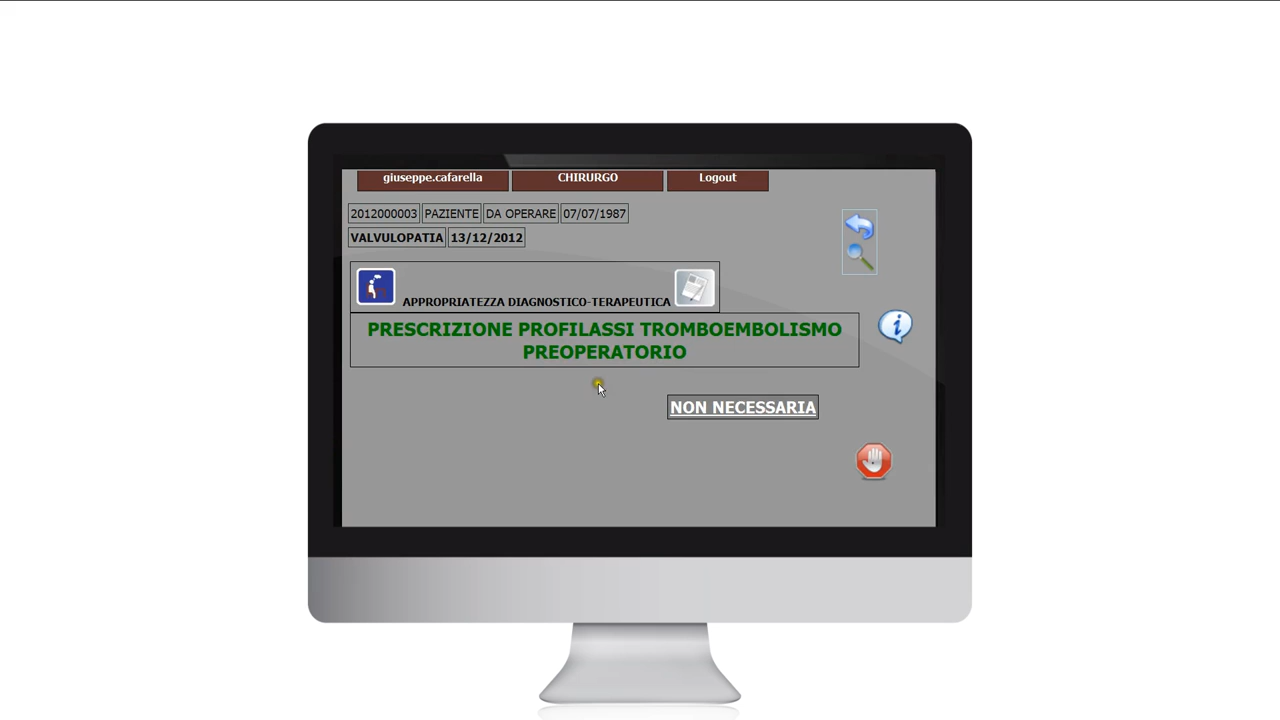 giuseppe.cafarella CHIRURGO Logout
2012000003 PAZIENTE DA OPERARE 07/07/1987
VALVULOPATIA 13/12/2012
APPROPRIATEZZA DIAGNOSTICO-TERAPEUTICA
PRESCRIZIONE PROFILASSI TROMBOEMBOLISMO
PREOPERATORIO
NON NECESSARIA